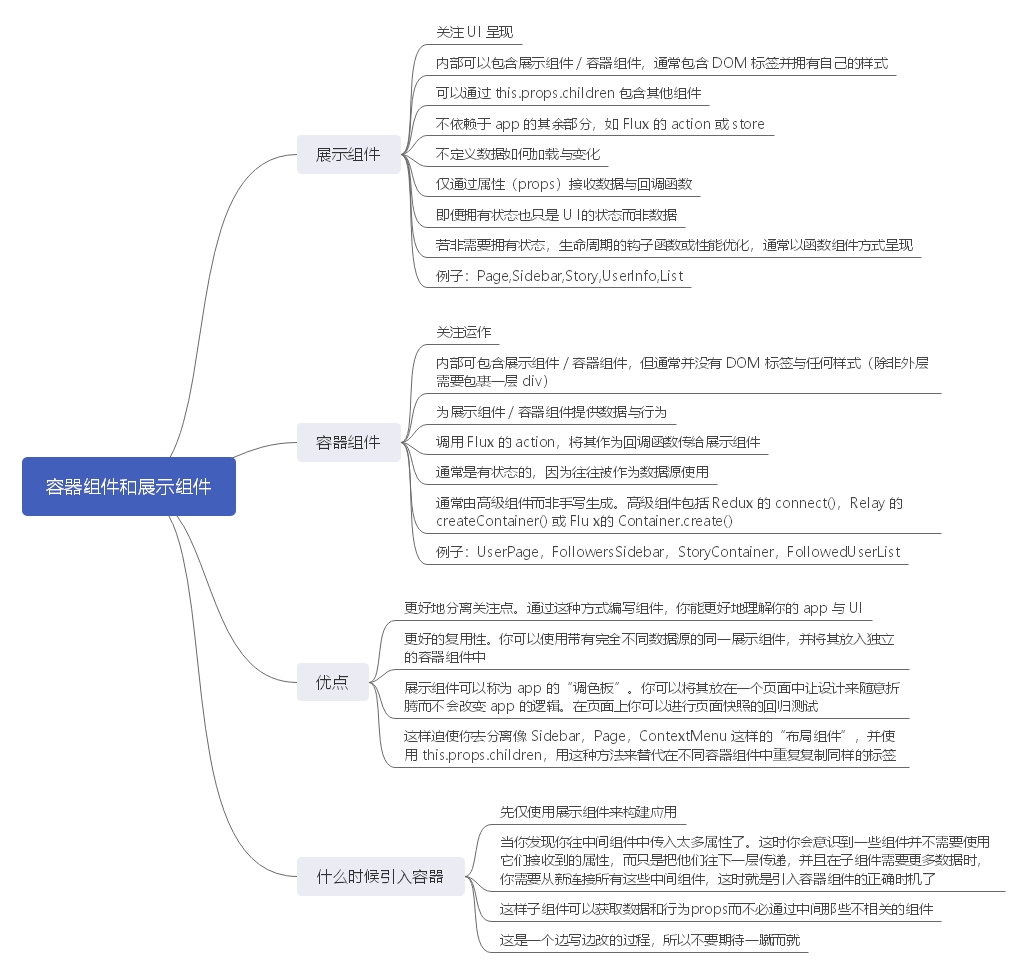 容器组件和展示组件
展示组件
关注 UI 呈现
内部可以包含展示组件 / 容器组件，通常包含 DOM 标签并拥有自己的样式
可以通过 this.props.children 包含其他组件
不依赖于 app 的其余部分，如 Flux 的 action 或 store
不定义数据如何加载与变化
仅通过属性（props）接收数据与回调函数
即便拥有状态也只是 U I的状态而非数据
若非需要拥有状态，生命周期的钩子函数或性能优化，通常以函数组件方式呈现
例子：Page,Sidebar,Story,UserInfo,List
容器组件
关注运作
内部可包含展示组件 / 容器组件，但通常并没有 DOM 标签与任何样式（除非外层
需要包裹一层 div）
为展示组件 / 容器组件提供数据与行为
调用 Flux 的 action，将其作为回调函数传给展示组件
通常是有状态的，因为往往被作为数据源使用
通常由高级组件而非手写生成。高级组件包括 Redux 的 connect()，Relay 的
createContainer() 或 Flu x的 Container.create()
例子：UserPage，FollowersSidebar，StoryContainer，FollowedUserList
优点
更好地分离关注点。通过这种方式编写组件，你能更好地理解你的 app 与 UI
更好的复用性。你可以使用带有完全不同数据源的同一展示组件，并将其放入独立
的容器组件中
展示组件可以称为 app 的“调色板”。你可以将其放在一个页面中让设计来随意折
腾而不会改变 app 的逻辑。在页面上你可以进行页面快照的回归测试
这样迫使你去分离像 Sidebar，Page，ContextMenu 这样的“布局组件”，并使
用 this.props.children，用这种方法来替代在不同容器组件中重复复制同样的标签
什么时候引入容器
先仅使用展示组件来构建应用
当你发现你往中间组件中传入太多属性了。这时你会意识到一些组件并不需要使用
它们接收到的属性，而只是把他们往下一层传递，并且在子组件需要更多数据时，
你需要从新连接所有这些中间组件，这时就是引入容器组件的正确时机了
这样子组件可以获取数据和行为props而不必通过中间那些不相关的组件
这是一个边写边改的过程，所以不要期待一蹴而就